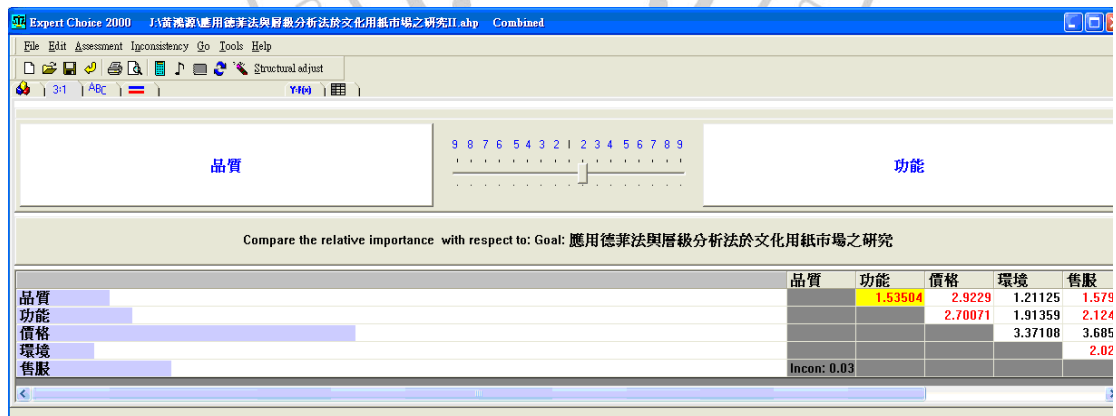 Expert Choice 2000 J:\黃鴻源\應用德菲法與層級分析法於文化用紙市場之研究II.ahp Combined
File Edit Assessment Inconsistency Go Tools Help
Structural adjust
3:1 ABC Y=f(x)
9 8 7 6 5 4 3 2 1 2 3 4 5 6 7 8 9
品質 功能
Compare the relative importance with respect to: Goal: 應用德菲法與層級分析法於文化用紙市場之研究
品質 功能 價格 環境 售服
品質 1.53504 2.9229 1.21125 1.579
功能 2.70071 1.91359 2.124
價格 3.37108 3.685
環境 2.02
售服 Incon: 0.03